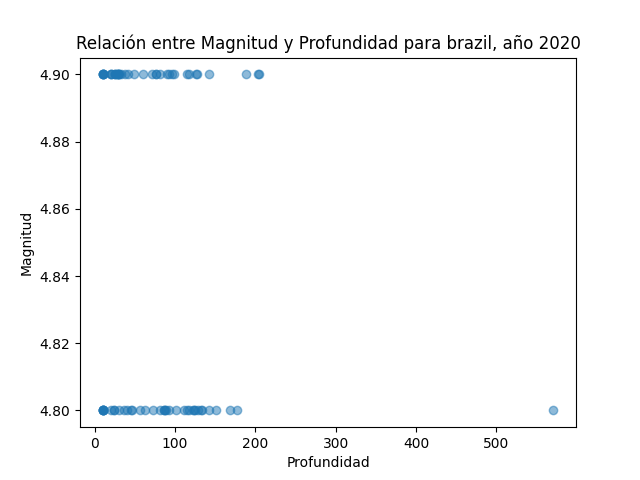 Relación entre Magnitud y Profundidad para brazil, año 2020
4.90
4.88
4.86
4.84
4.82
4.80
Magnitud
0 100 200 300 400 500
Profundidad